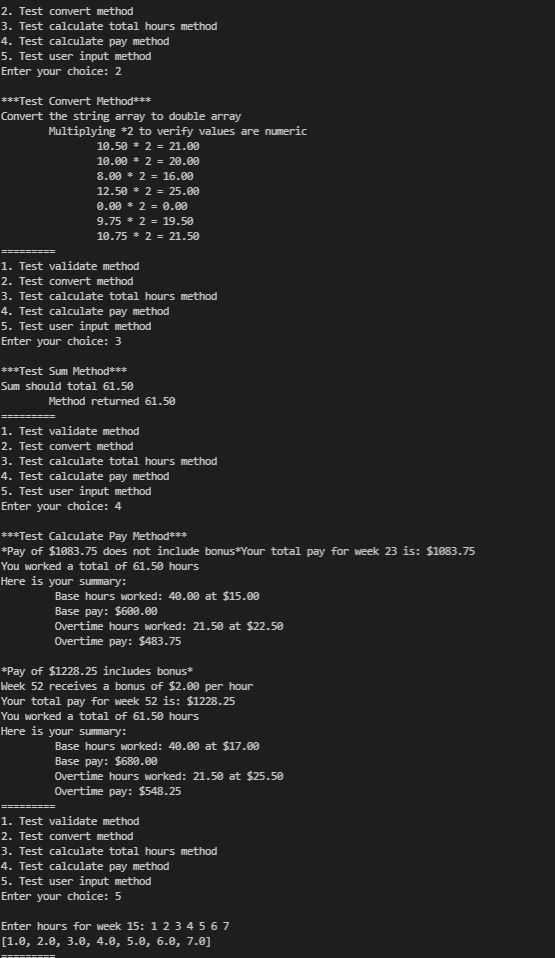 2. Test convert method
3. Test calculate total hours method
4. Test calculate pay method
5. Test user input method
Enter your choice: 2

***Test Convert Method***
Convert the string array to double array
        Multiplying *2 to verify values are numeric
                10.50 * 2 = 21.00
                10.00 * 2 = 20.00
                8.00 * 2 = 16.00
                12.50 * 2 = 25.00
                0.00 * 2 = 0.00
                9.75 * 2 = 19.50
                10.75 * 2 = 21.50
=========
1. Test validate method
2. Test convert method
3. Test calculate total hours method
4. Test calculate pay method
5. Test user input method
Enter your choice: 3

***Test Sum Method***
Sum should total 61.50
        Method returned 61.50
=========
1. Test validate method
2. Test convert method
3. Test calculate total hours method
4. Test calculate pay method
5. Test user input method
Enter your choice: 4

***Test Calculate Pay Method***
*Pay of $1083.75 does not include bonus*Your total pay for week 23 is: $1083.75
You worked a total of 61.50 hours
Here is your summary:
         Base hours worked: 40.00 at $15.00
         Base pay: $600.00
         Overtime hours worked: 21.50 at $22.50
         Overtime pay: $483.75

*Pay of $1228.25 includes bonus*
Week 52 receives a bonus of $2.00 per hour
Your total pay for week 52 is: $1228.25
You worked a total of 61.50 hours
Here is your summary:
         Base hours worked: 40.00 at $17.00
         Base pay: $680.00
         Overtime hours worked: 21.50 at $25.50
         Overtime pay: $548.25
=========
1. Test validate method
2. Test convert method
3. Test calculate total hours method
4. Test calculate pay method
5. Test user input method
Enter your choice: 5

Enter hours for week 15: 1 2 3 4 5 6 7
[1.0, 2.0, 3.0, 4.0, 5.0, 6.0, 7.0]
=========